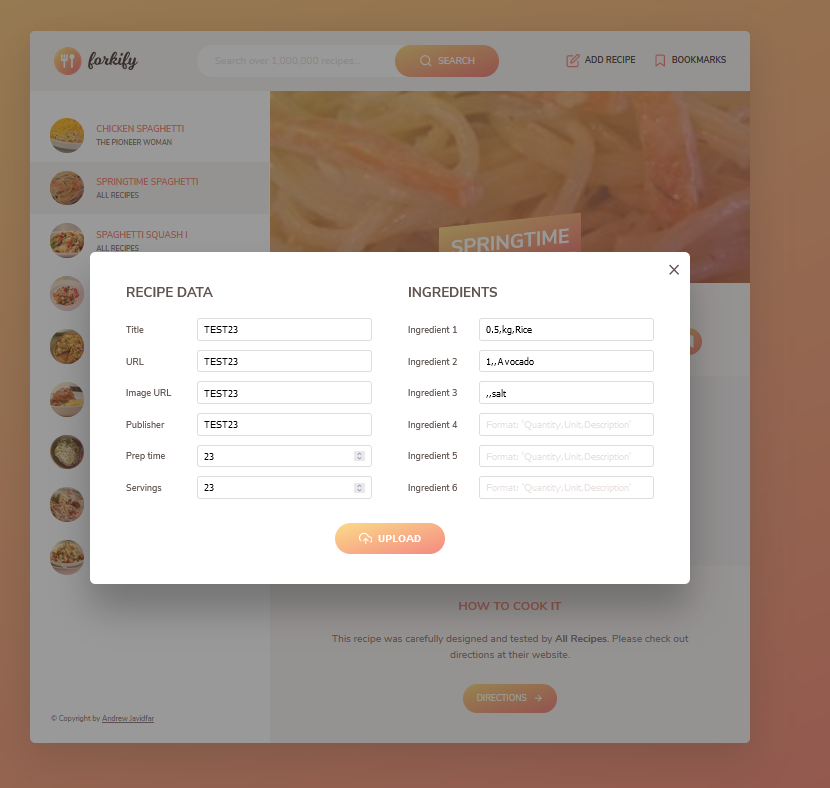 forkify
Search over 1,000,000 recipes...
SEARCH
ADD RECIPE
BOOKMARKS
CHICKEN SPAGHETTI
THE PIONEER WOMAN
SPRINGTIME SPAGHETTI
ALL RECIPES
SPAGHETTI SQUASH I
ALL RECIPES
SPRINGTIME
RECIPE DATA
Title
TEST23
URL
TEST23
Image URL
TEST23
Publisher
TEST23
Prep time
23
Servings
23
INGREDIENTS
Ingredient 1
0.5,kg,Rice
Ingredient 2
1,,Avocado
Ingredient 3
,,salt
Ingredient 4
Format: 'Quantity,Unit,Description'
Ingredient 5
Format: 'Quantity,Unit,Description'
Ingredient 6
Format: 'Quantity,Unit,Description'
UPLOAD
HOW TO COOK IT
This recipe was carefully designed and tested by All Recipes. Please check out
directions at their website.
DIRECTIONS
© Copyright by Andrew Javidfar